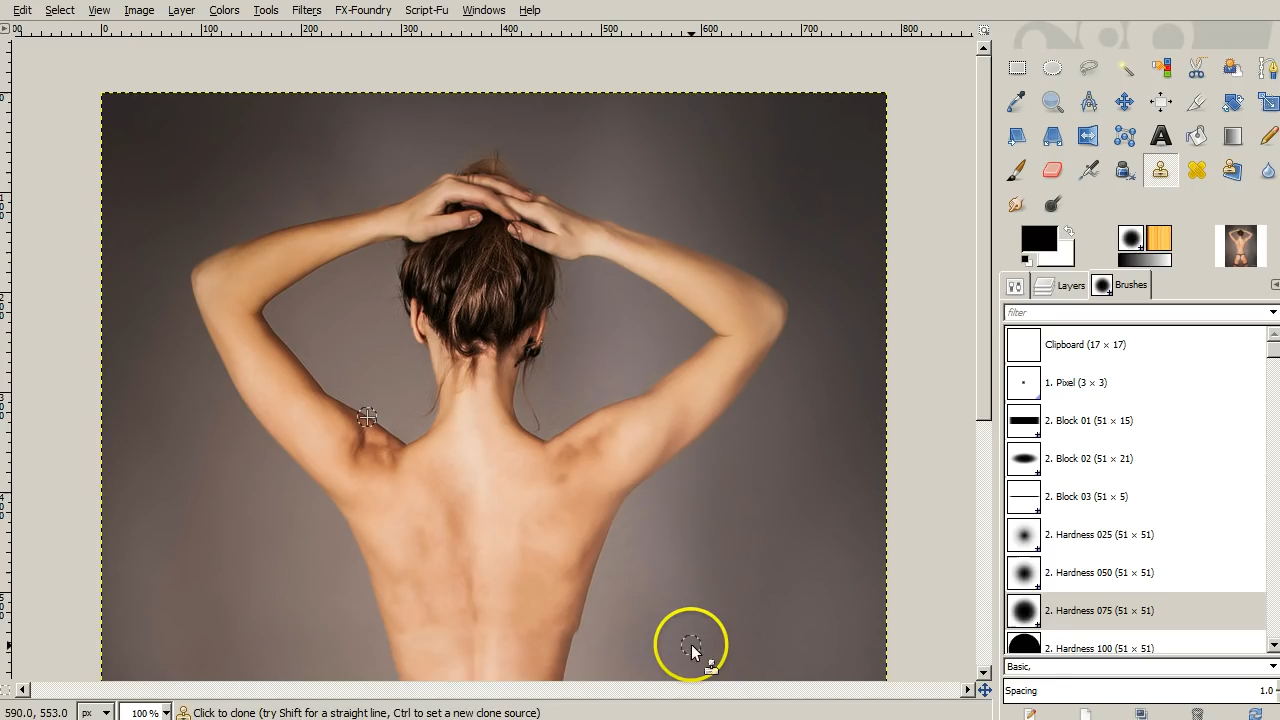 Edit Select View Image Layer Colors Tools Filters FX-Foundry Script-Fu Windows Help
0 100 200 300 400 500 600 700 800
Layers Brushes
filter
Clipboard (17 × 17)
1. Pixel (3 × 3)
2. Block 01 (51 × 15)
2. Block 02 (51 × 21)
2. Block 03 (51 × 5)
2. Hardness 025 (51 × 51)
2. Hardness 050 (51 × 51)
2. Hardness 075 (51 × 51)
2. Hardness 100 (51 × 51)
Basic,
Spacing 1.0
590.0, 553.0 px 100 % Click to clone (try Shift for a straight line, Ctrl to set a new clone source)